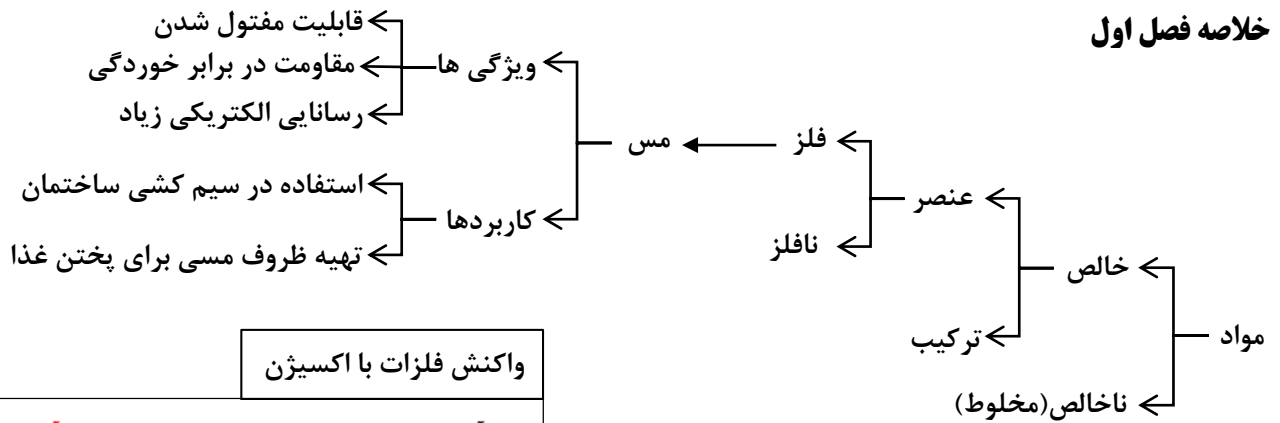 خلاصه فصل اول
مواد
خالص
ناخالص(مخلوط)
عنصر
ترکیب
فلز
نافلز
مس
ویژگی ها
قابلیت مفتول شدن
مقاومت در برابر خوردگی
رسانایی الکتریکی زیاد
کاربردها
استفاده در سیم کشی ساختمان
تهیه ظروف مسی برای پختن غذا
واکنش فلزات با اکسیژن